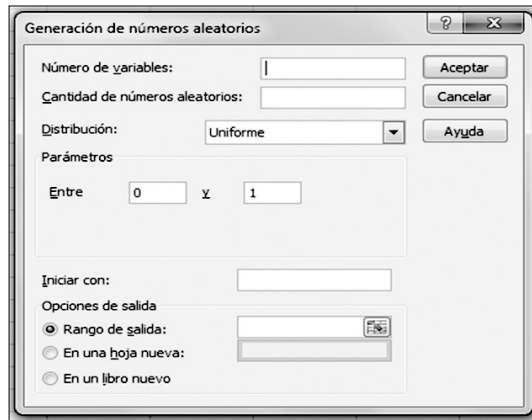 Generación de números aleatorios
?
Número de variables:
Aceptar
Cantidad de números aleatorios:
Cancelar
Distribución:
Uniforme
Ayuda
Parámetros
Entre 0 y 1
Iniciar con:
Opciones de salida
Rango de salida:
En una hoja nueva:
En un libro nuevo